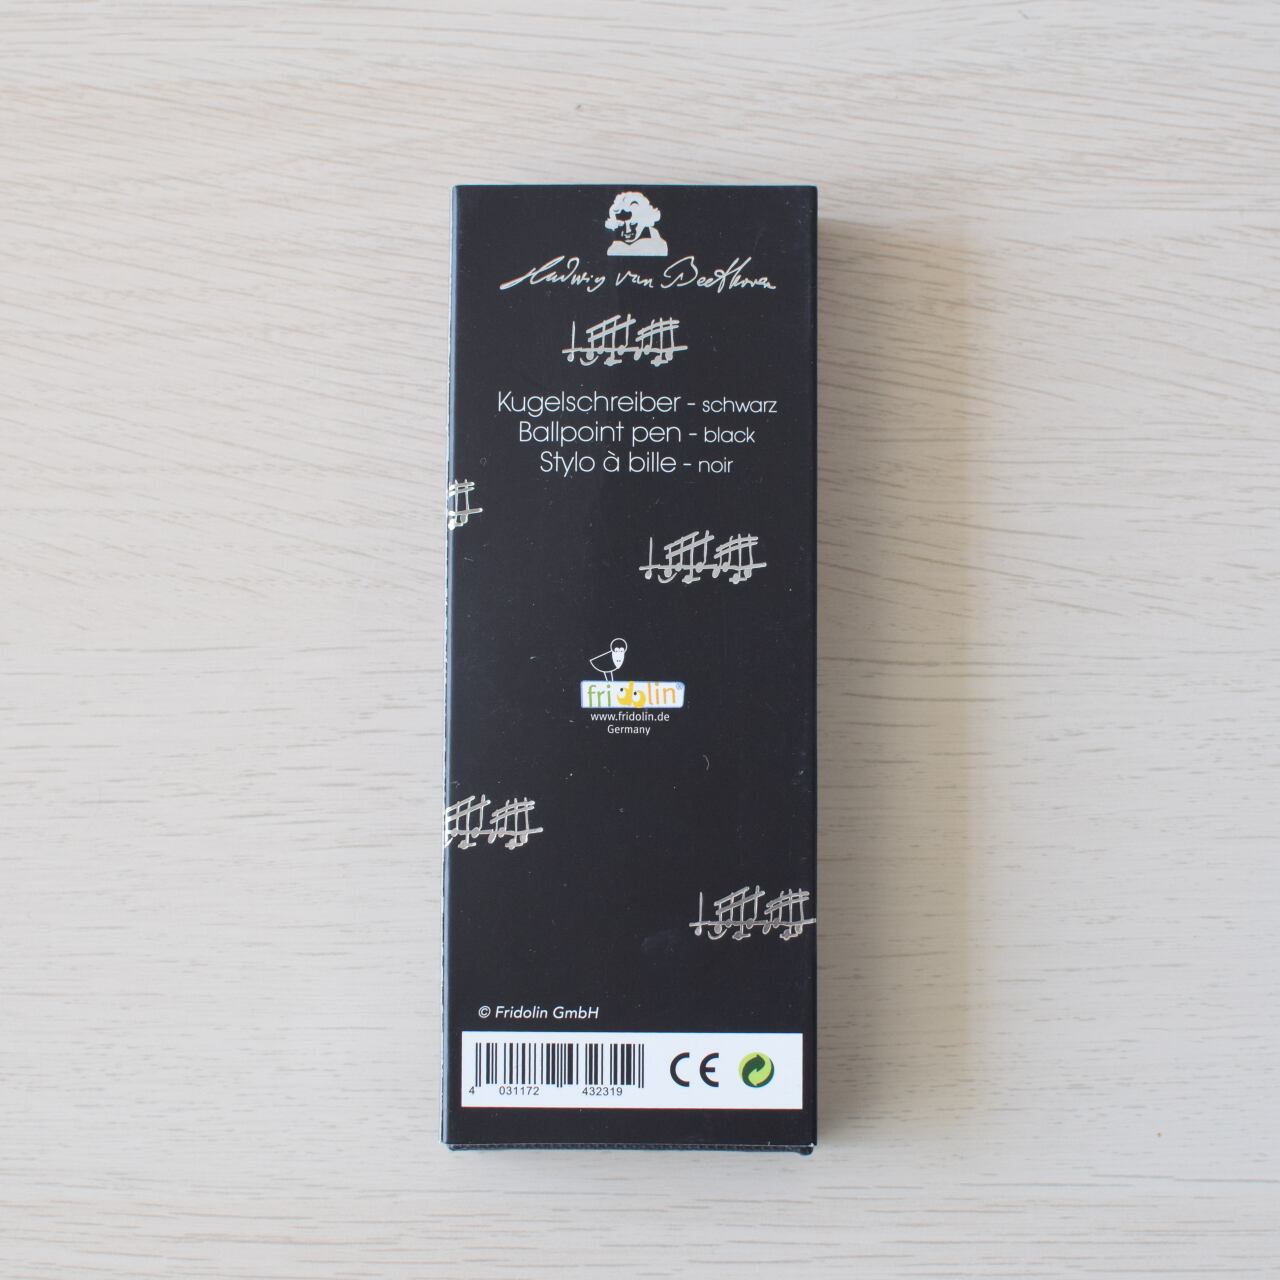 Ludwig van Beethoven
Kugelschreiber - schwarz
Ballpoint pen - black
Stylo à bille - noir
fridolin®
www.fridolin.de
Germany
© Fridolin GmbH
4 031172 432319
CE